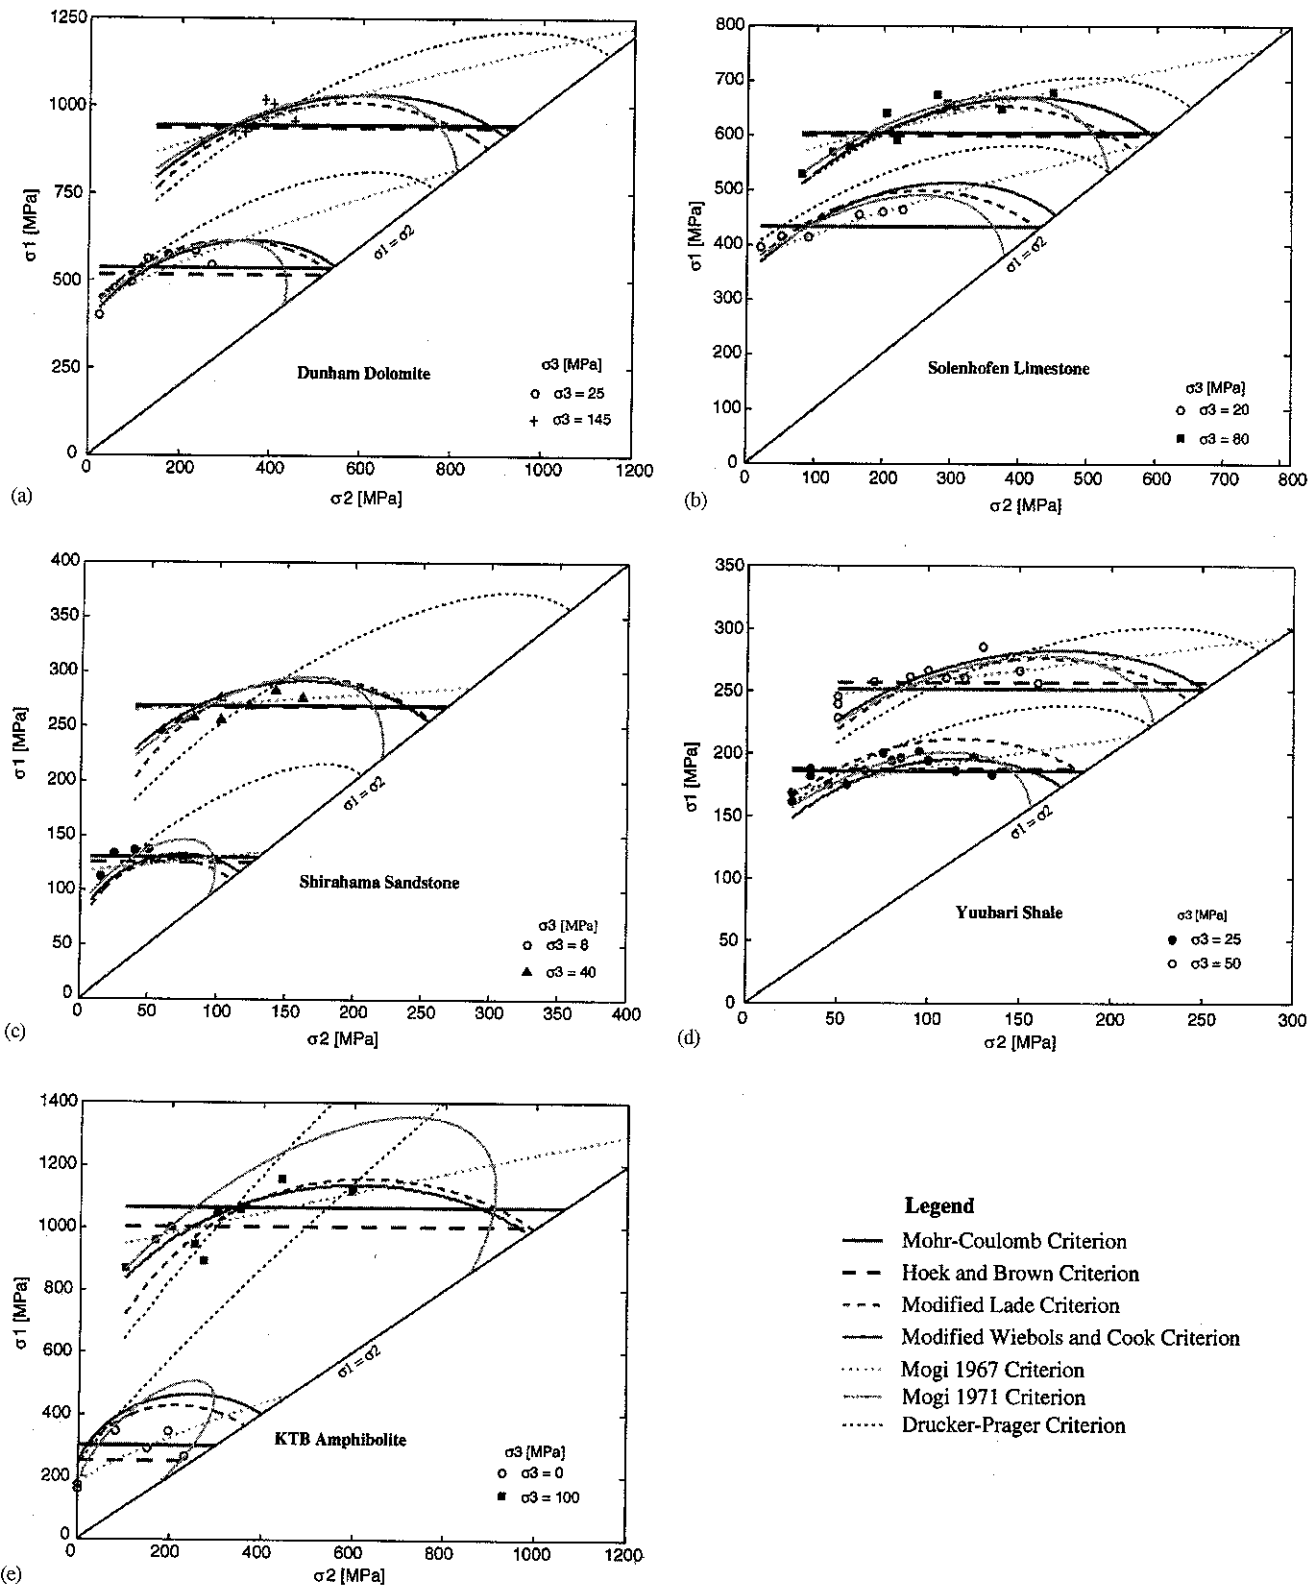 1250
1000
750
500
250
0
σ1 [MPa]
σ1 = σ2
Dunham Dolomite
σ3 [MPa]
σ3 = 25
σ3 = 145
0 200 400 600 800 1000 1200
σ2 [MPa]
(a)
800
700
600
500
400
300
200
100
0
σ1 [MPa]
σ1 = σ2
Solenhofen Limestone
σ3 [MPa]
σ3 = 20
σ3 = 80
0 100 200 300 400 500 600 700 800
σ2 [MPa]
(b)
400
350
300
250
200
150
100
50
0
σ1 [MPa]
σ1 = σ2
Shirahama Sandstone
σ3 [MPa]
σ3 = 8
σ3 = 40
0 50 100 150 200 250 300 350 400
σ2 [MPa]
(c)
350
300
250
200
150
100
50
0
σ1 [MPa]
σ1 = σ2
Yuubari Shale
σ3 [MPa]
σ3 = 25
σ3 = 50
0 50 100 150 200 250 300
σ2 [MPa]
(d)
1400
1200
1000
800
600
400
200
0
σ1 [MPa]
σ1 = σ2
KTB Amphibolite
σ3 [MPa]
σ3 = 0
σ3 = 100
0 200 400 600 800 1000 1200
σ2 [MPa]
(e)
Legend
Mohr-Coulomb Criterion
Hoek and Brown Criterion
Modified Lade Criterion
Modified Wiebols and Cook Criterion
Mogi 1967 Criterion
Mogi 1971 Criterion
Drucker-Prager Criterion